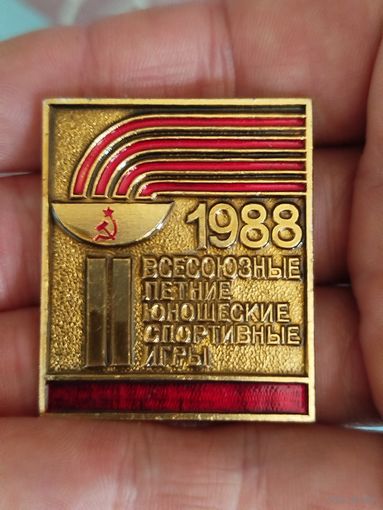 1988
II
ВСЕСОЮЗНЫЕ
ЛЕТНИЕ
ЮНОШЕСКИЕ
СПОРТИВНЫЕ
ИГРЫ